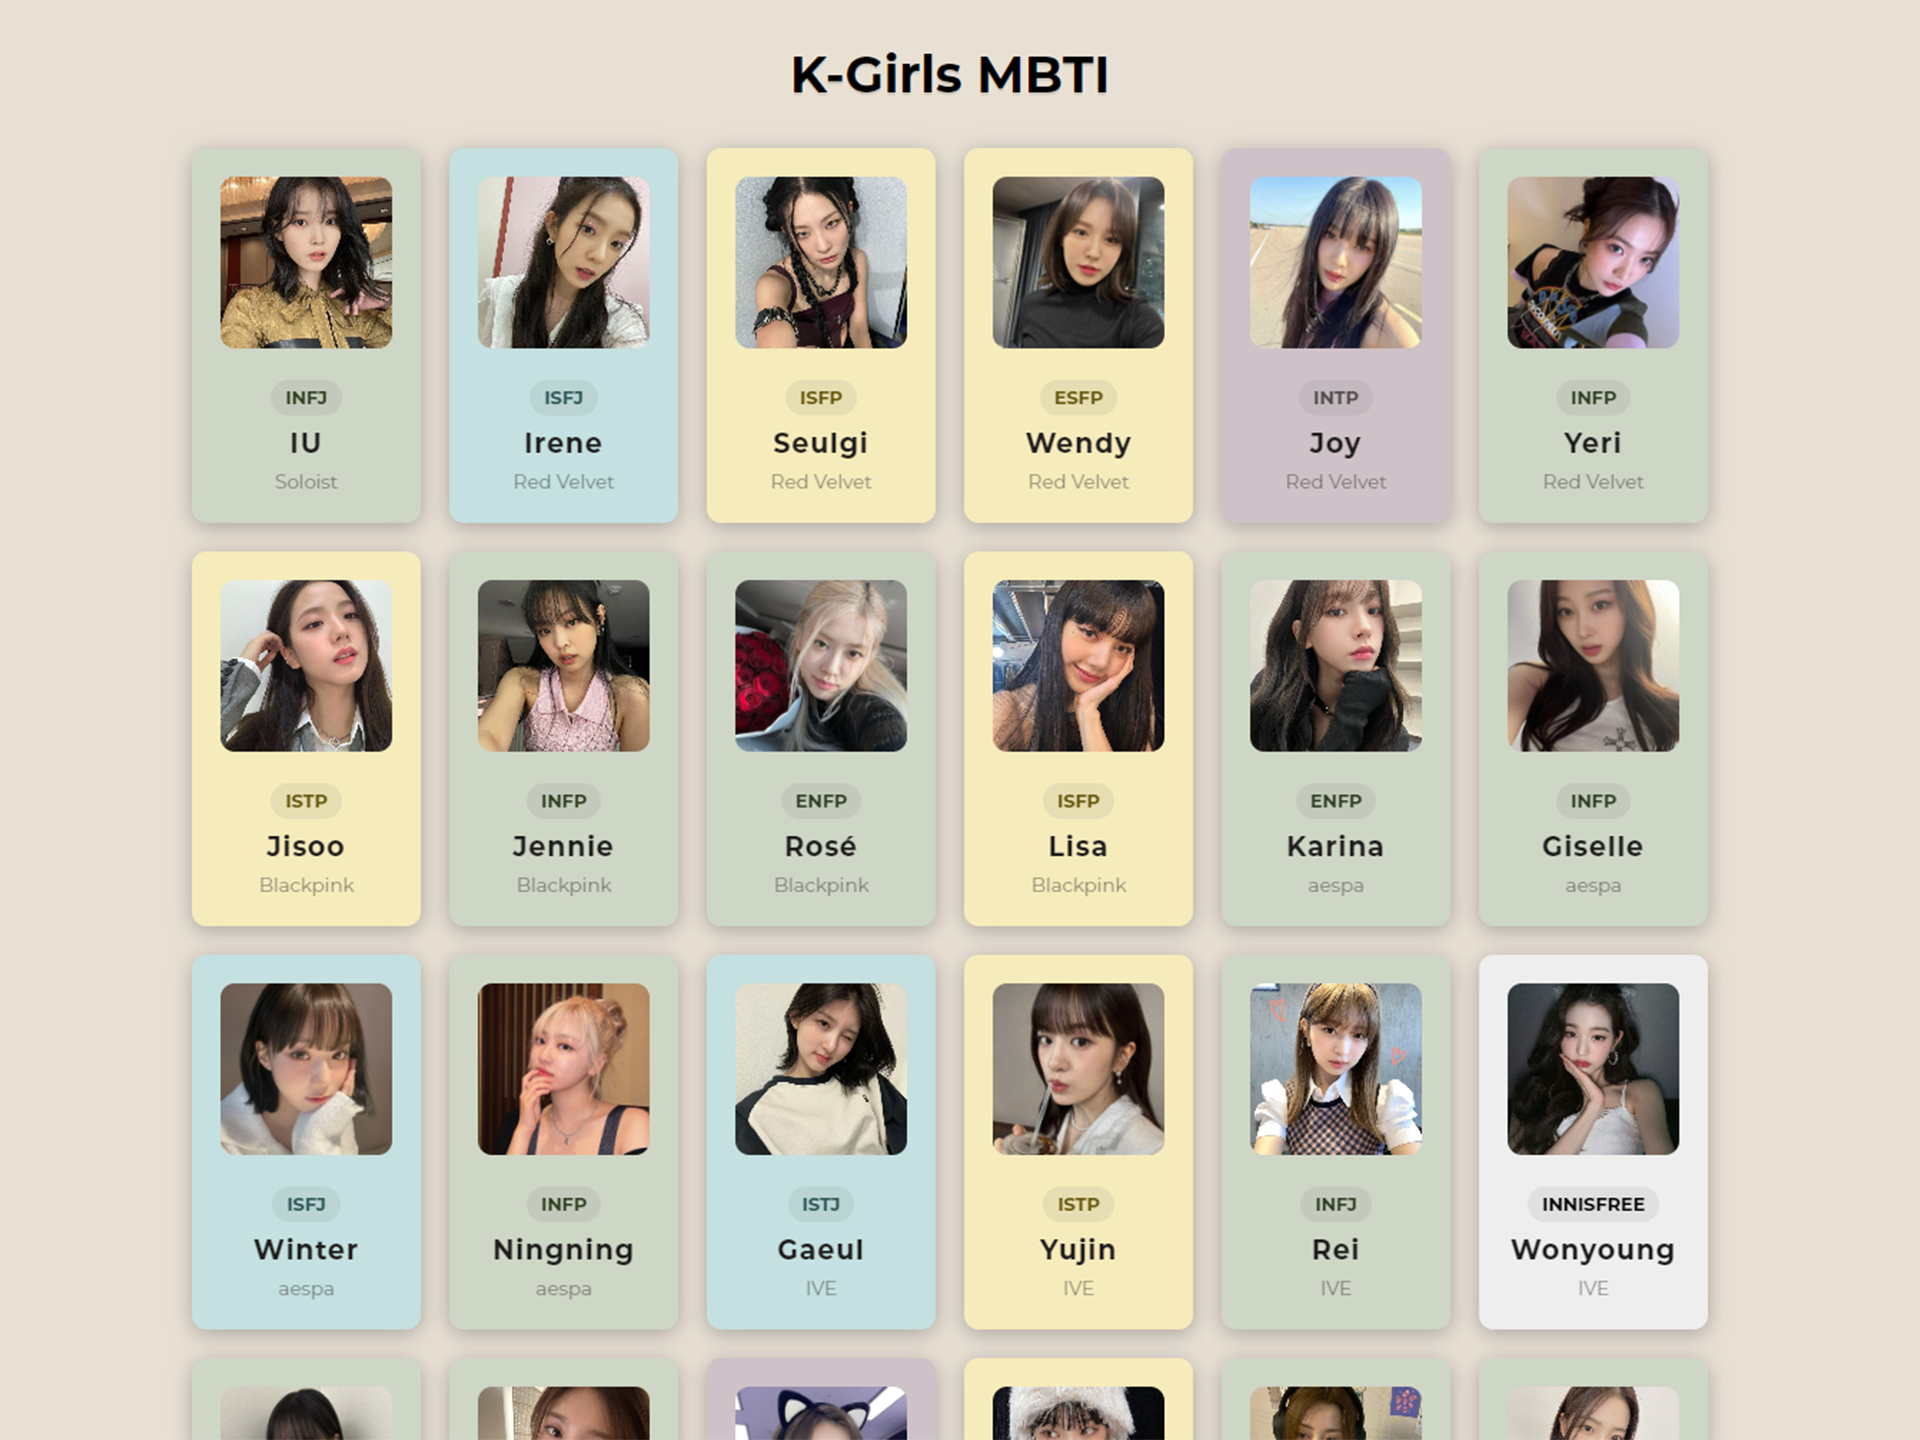 K-Girls MBTI
INFJ
IU
Soloist
ISFJ
Irene
Red Velvet
ISFP
Seulgi
Red Velvet
ESFP
Wendy
Red Velvet
INTP
Joy
Red Velvet
INFP
Yeri
Red Velvet
ISTP
Jisoo
Blackpink
INFP
Jennie
Blackpink
ENFP
Rosé
Blackpink
ISFP
Lisa
Blackpink
ENFP
Karina
aespa
INFP
Giselle
aespa
ISFJ
Winter
aespa
INFP
Ningning
aespa
ISTJ
Gaeul
IVE
ISTP
Yujin
IVE
INFJ
Rei
IVE
INNISFREE
Wonyoung
IVE